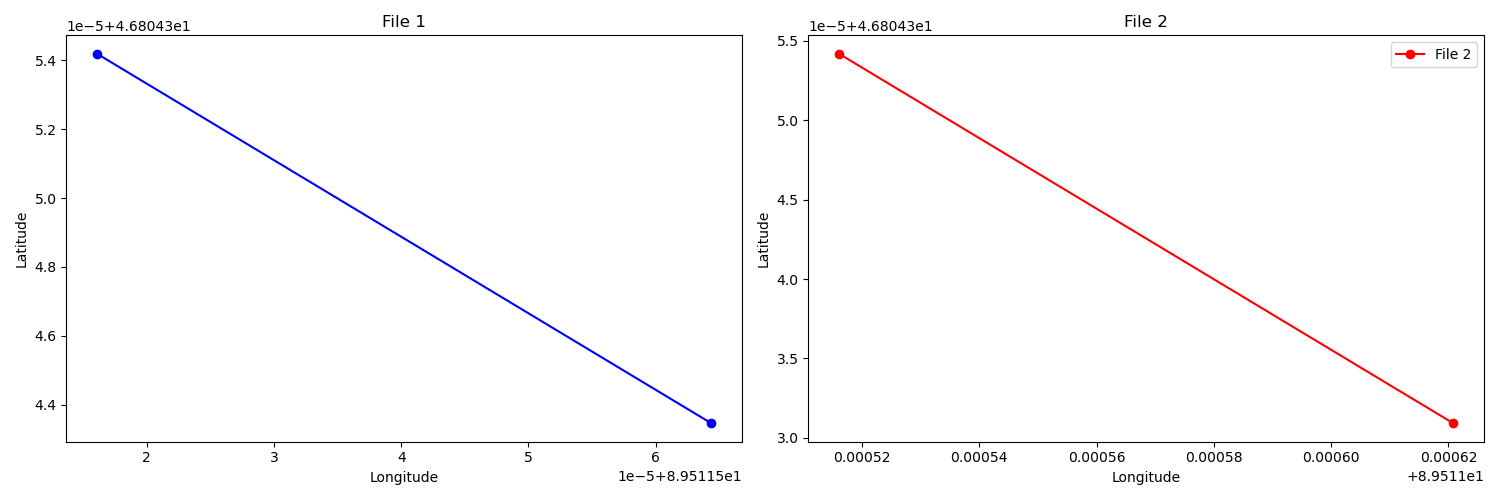 File 1
1e−5+4.68043e1
5.4
5.2
5.0
4.8
4.6
4.4
Latitude
2 3 4 5 6
Longitude
1e−5+8.95115e1
File 2
1e−5+4.68043e1
File 2
5.5
5.0
4.5
4.0
3.5
3.0
Latitude
0.00052 0.00054 0.00056 0.00058 0.00060 0.00062
Longitude
+8.9511e1